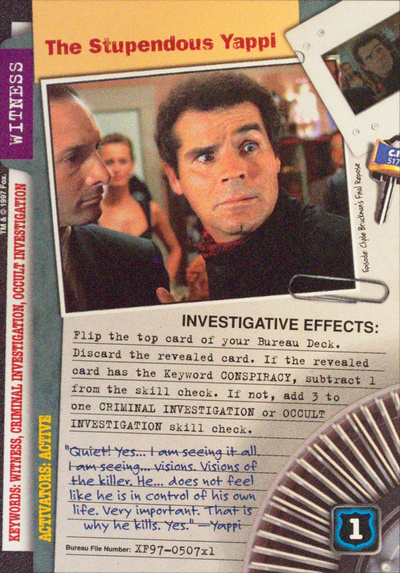 The Stupendous Yappi
WITNESS
TM & © 1997 Fox.
KEYWORDS: WITNESS, CRIMINAL INVESTIGATION, OCCULT INVESTIGATION
ACTIVATORS: ACTIVE
Episode: Clyde Bruckman's Final Repose
INVESTIGATIVE EFFECTS:
Flip the top card of your Bureau Deck.
Discard the revealed card. If the revealed
card has the Keyword CONSPIRACY, subtract 1
from the skill check. If not, add 3 to
one CRIMINAL INVESTIGATION or OCCULT
INVESTIGATION skill check.
"Quiet! Yes... I am seeing it all.
I am seeing... visions. Visions of
the killer. He... does not feel
like he is in control of his own
life. Very important. That is
why he kills. Yes." —Yappi
Bureau File Number: XF97-0507x1
1